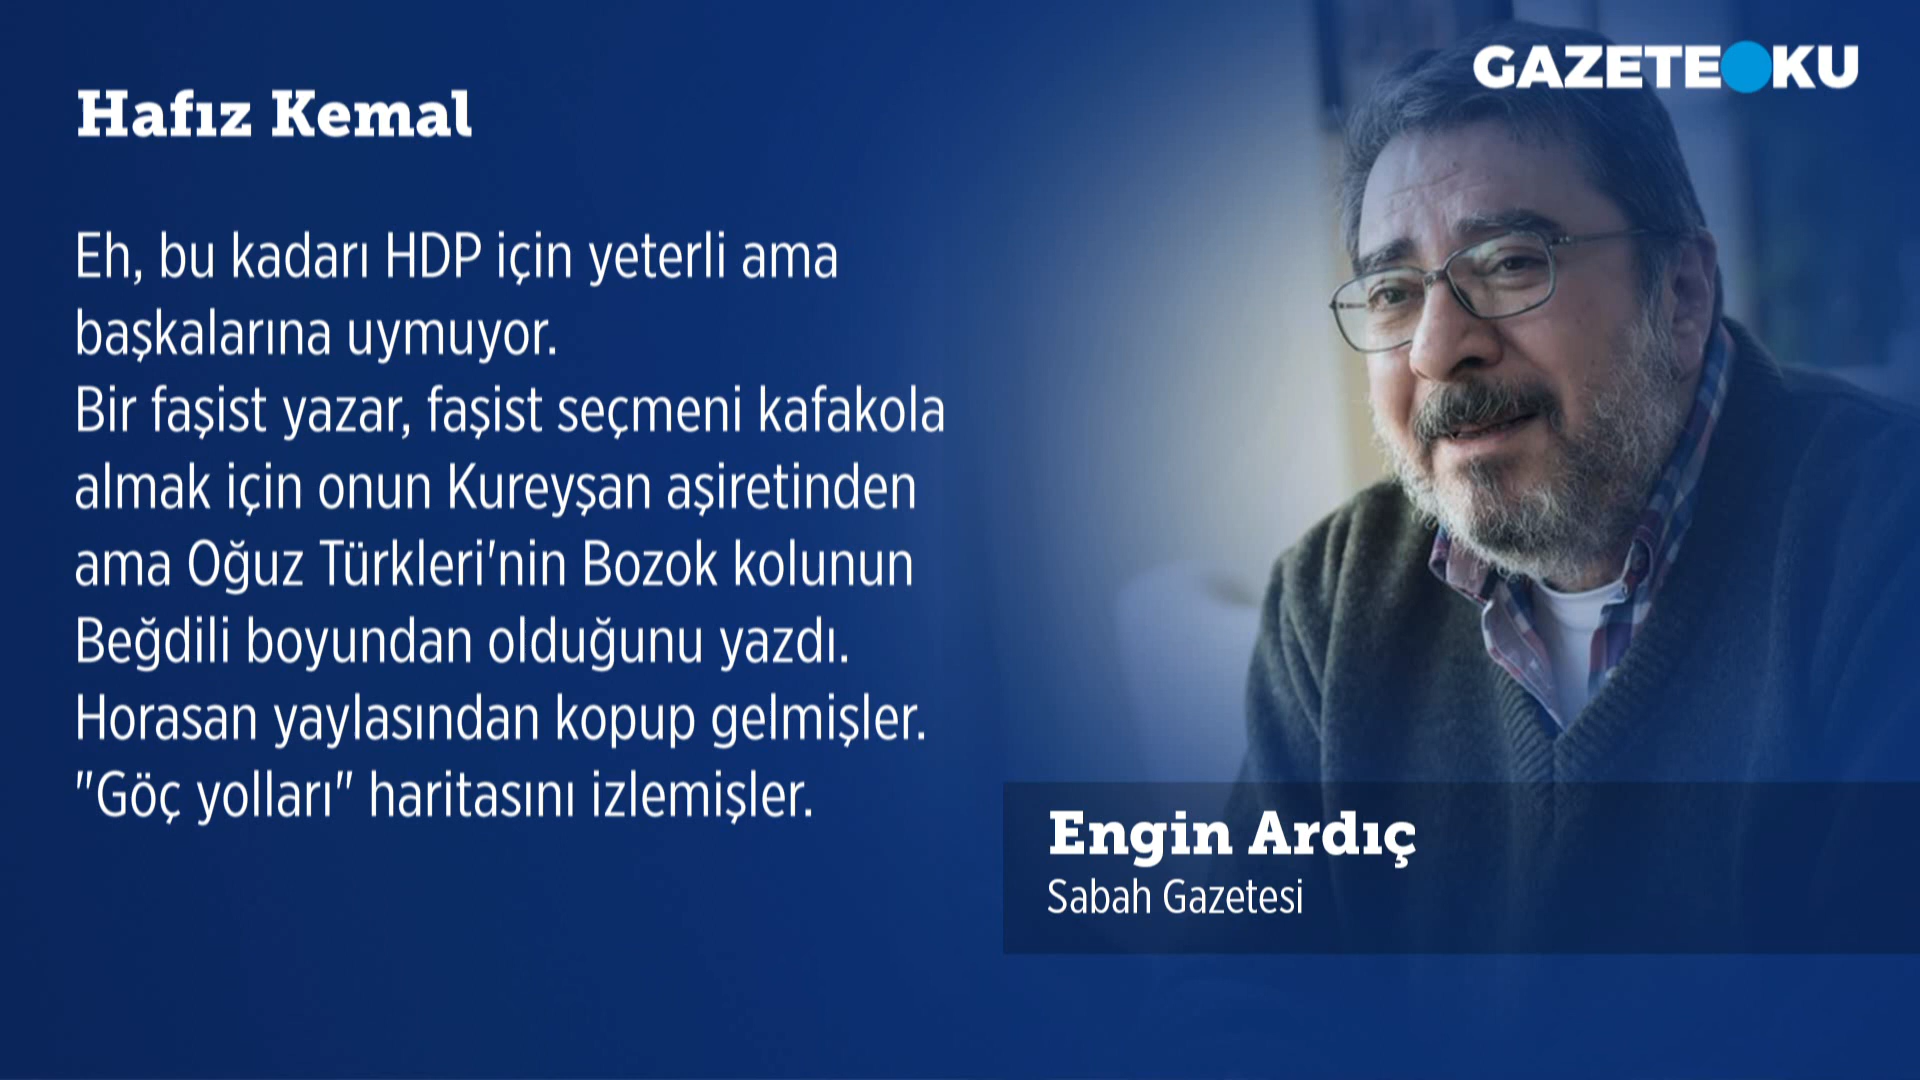 GAZETEOKU
Hafız Kemal
Eh, bu kadarı HDP için yeterli ama
başkalarına uymuyor.
Bir faşist yazar, faşist seçmeni kafakola
almak için onun Kureyşan aşiretinden
ama Oğuz Türkleri'nin Bozok kolunun
Beğdili boyundan olduğunu yazdı.
Horasan yaylasından kopup gelmişler.
"Göç yolları" haritasını izlemişler.
Engin Ardıç
Sabah Gazetesi